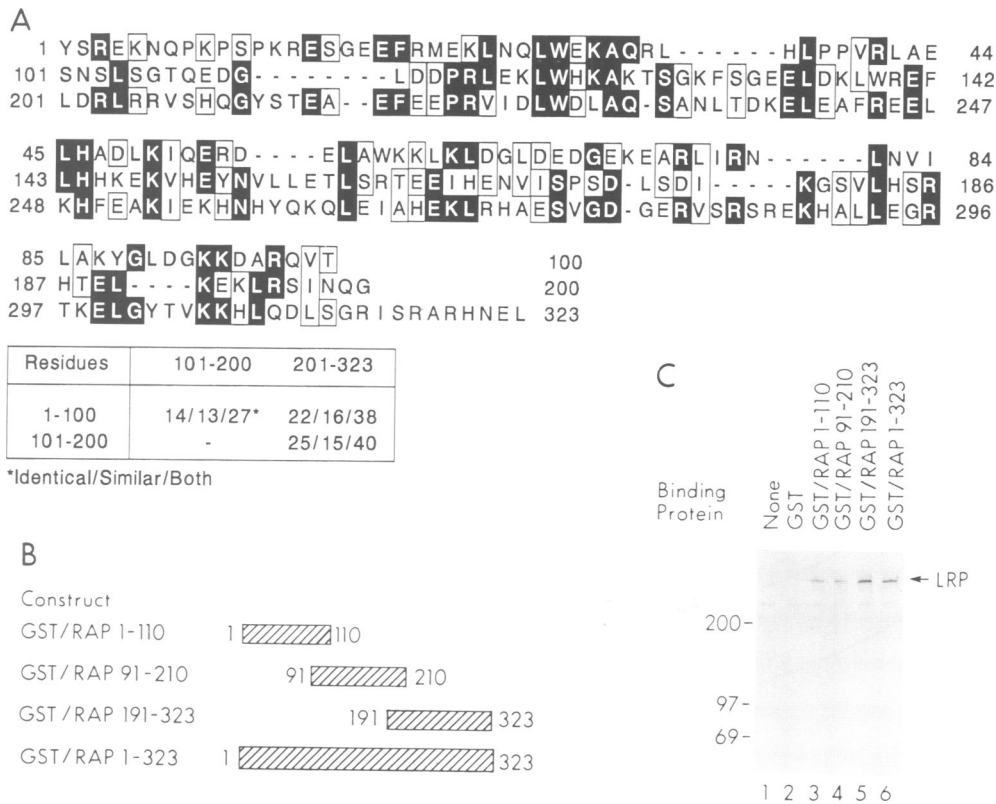 A
1 YSREKNQPKPSPKRESGEEFRMEKLNQLWEKAQRL------HLPPVRLAE 44
101 SNSLSGTQEDG--------LDDPRLEKLWHKAKTSGKFSGEELDKLWREF 142
201 LDRLRRVSHQGYSTEA--EFEEPRVIDLWDLAQ-SANLTDKELEAFREEL 247
45 LHADLKIQERD----ELAWKKLKLDGLDEDGEKEARLIRN------LNVI 84
143 LHHKEKVHEYNVLLETLSRTEEIHENVISPSD-LSDI-----KGSVLHSR 186
248 KHFEAKIEKHNHYQKQLEIAHEKLRHAESVGD-GERVSRSREKHALLEGR 296
85 LAKYGLDGKKDARQVT 100
187 HTEL----KEKLRSINQG 200
297 TKELGYTVKKHLQDLSGRISRARHNEL 323
Residues 101-200 201-323
1-100 14/13/27* 22/16/38
101-200 - 25/15/40
*Identical/Similar/Both
B
Construct
GST/RAP 1-110 1 110
GST/RAP 91-210 91 210
GST/RAP 191-323 191 323
GST/RAP 1-323 1 323
C
Binding
Protein
None
GST
GST/RAP 1-110
GST/RAP 91-210
GST/RAP 191-323
GST/RAP 1-323
LRP
200-
97-
69-
1 2 3 4 5 6